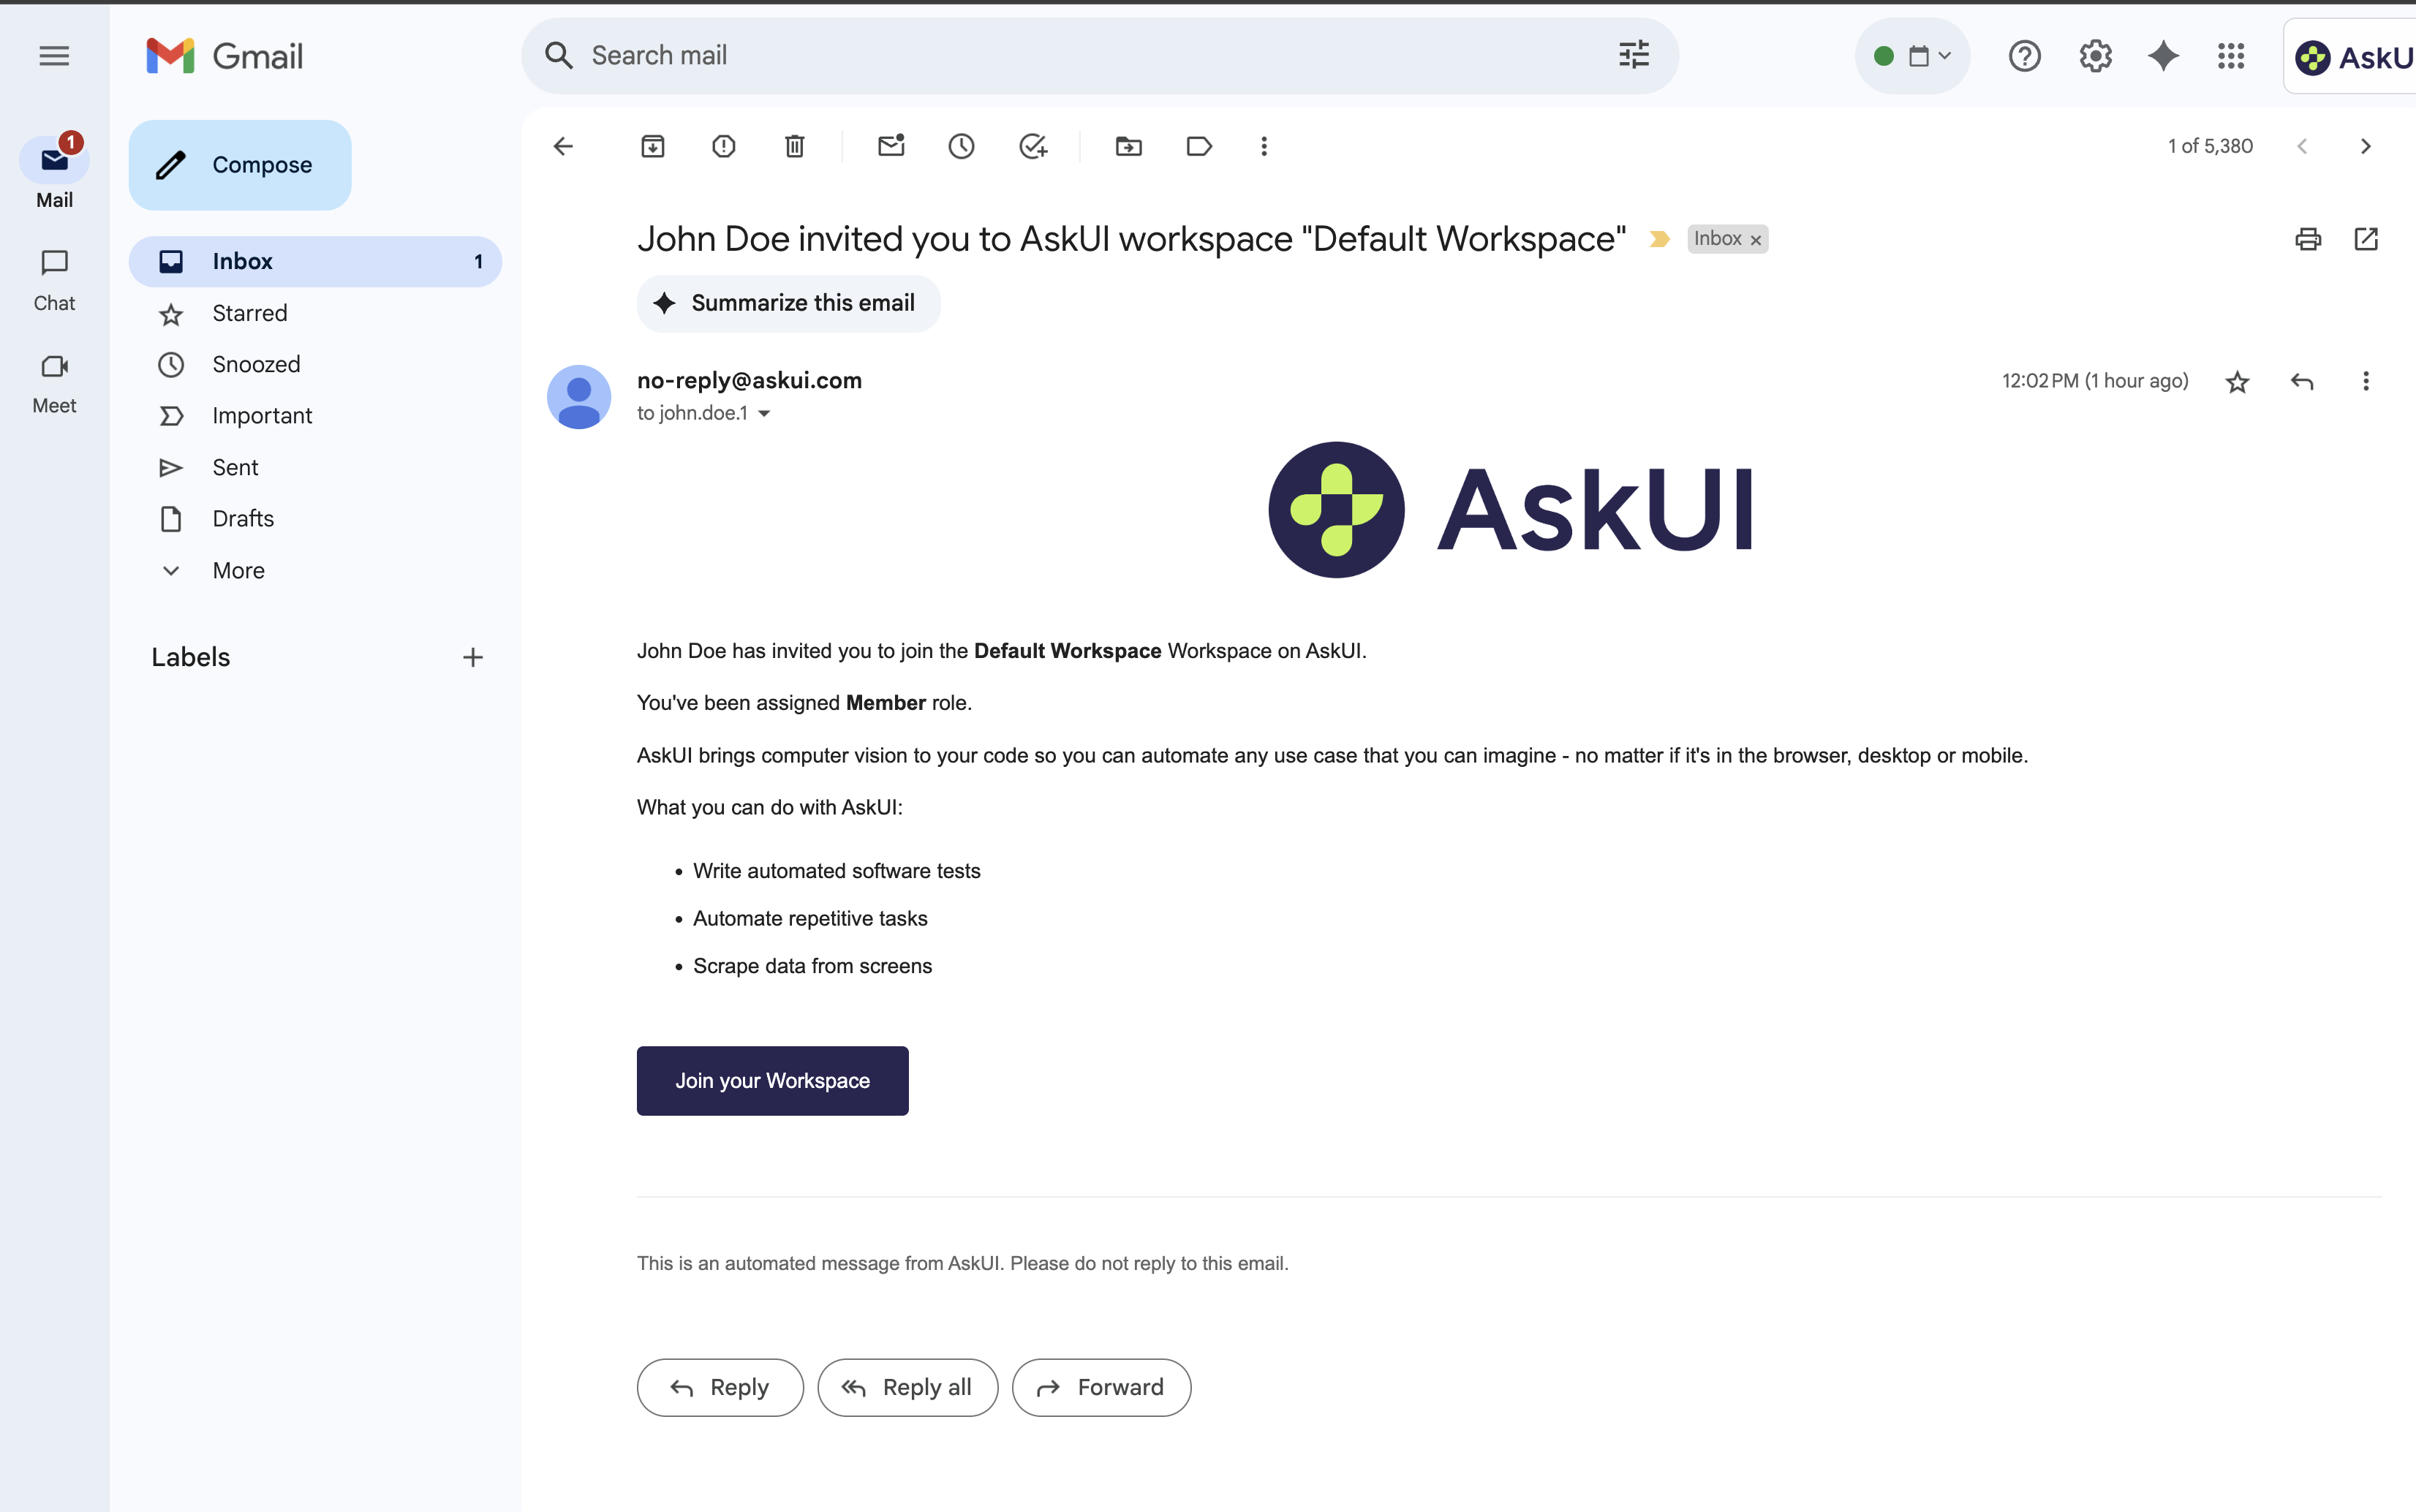 Gmail
Search mail
AskU
1
Mail
Chat
Meet
Compose
Inbox 1
Starred
Snoozed
Important
Sent
Drafts
More
Labels
1 of 5,380
John Doe invited you to AskUI workspace "Default Workspace" Inbox x
Summarize this email
no-reply@askui.com
12:02 PM (1 hour ago)
to john.doe.1
AskUI
John Doe has invited you to join the Default Workspace Workspace on AskUI.
You've been assigned Member role.
AskUI brings computer vision to your code so you can automate any use case that you can imagine - no matter if it's in the browser, desktop or mobile.
What you can do with AskUI:
• Write automated software tests
• Automate repetitive tasks
• Scrape data from screens
Join your Workspace
This is an automated message from AskUI. Please do not reply to this email.
Reply
Reply all
Forward